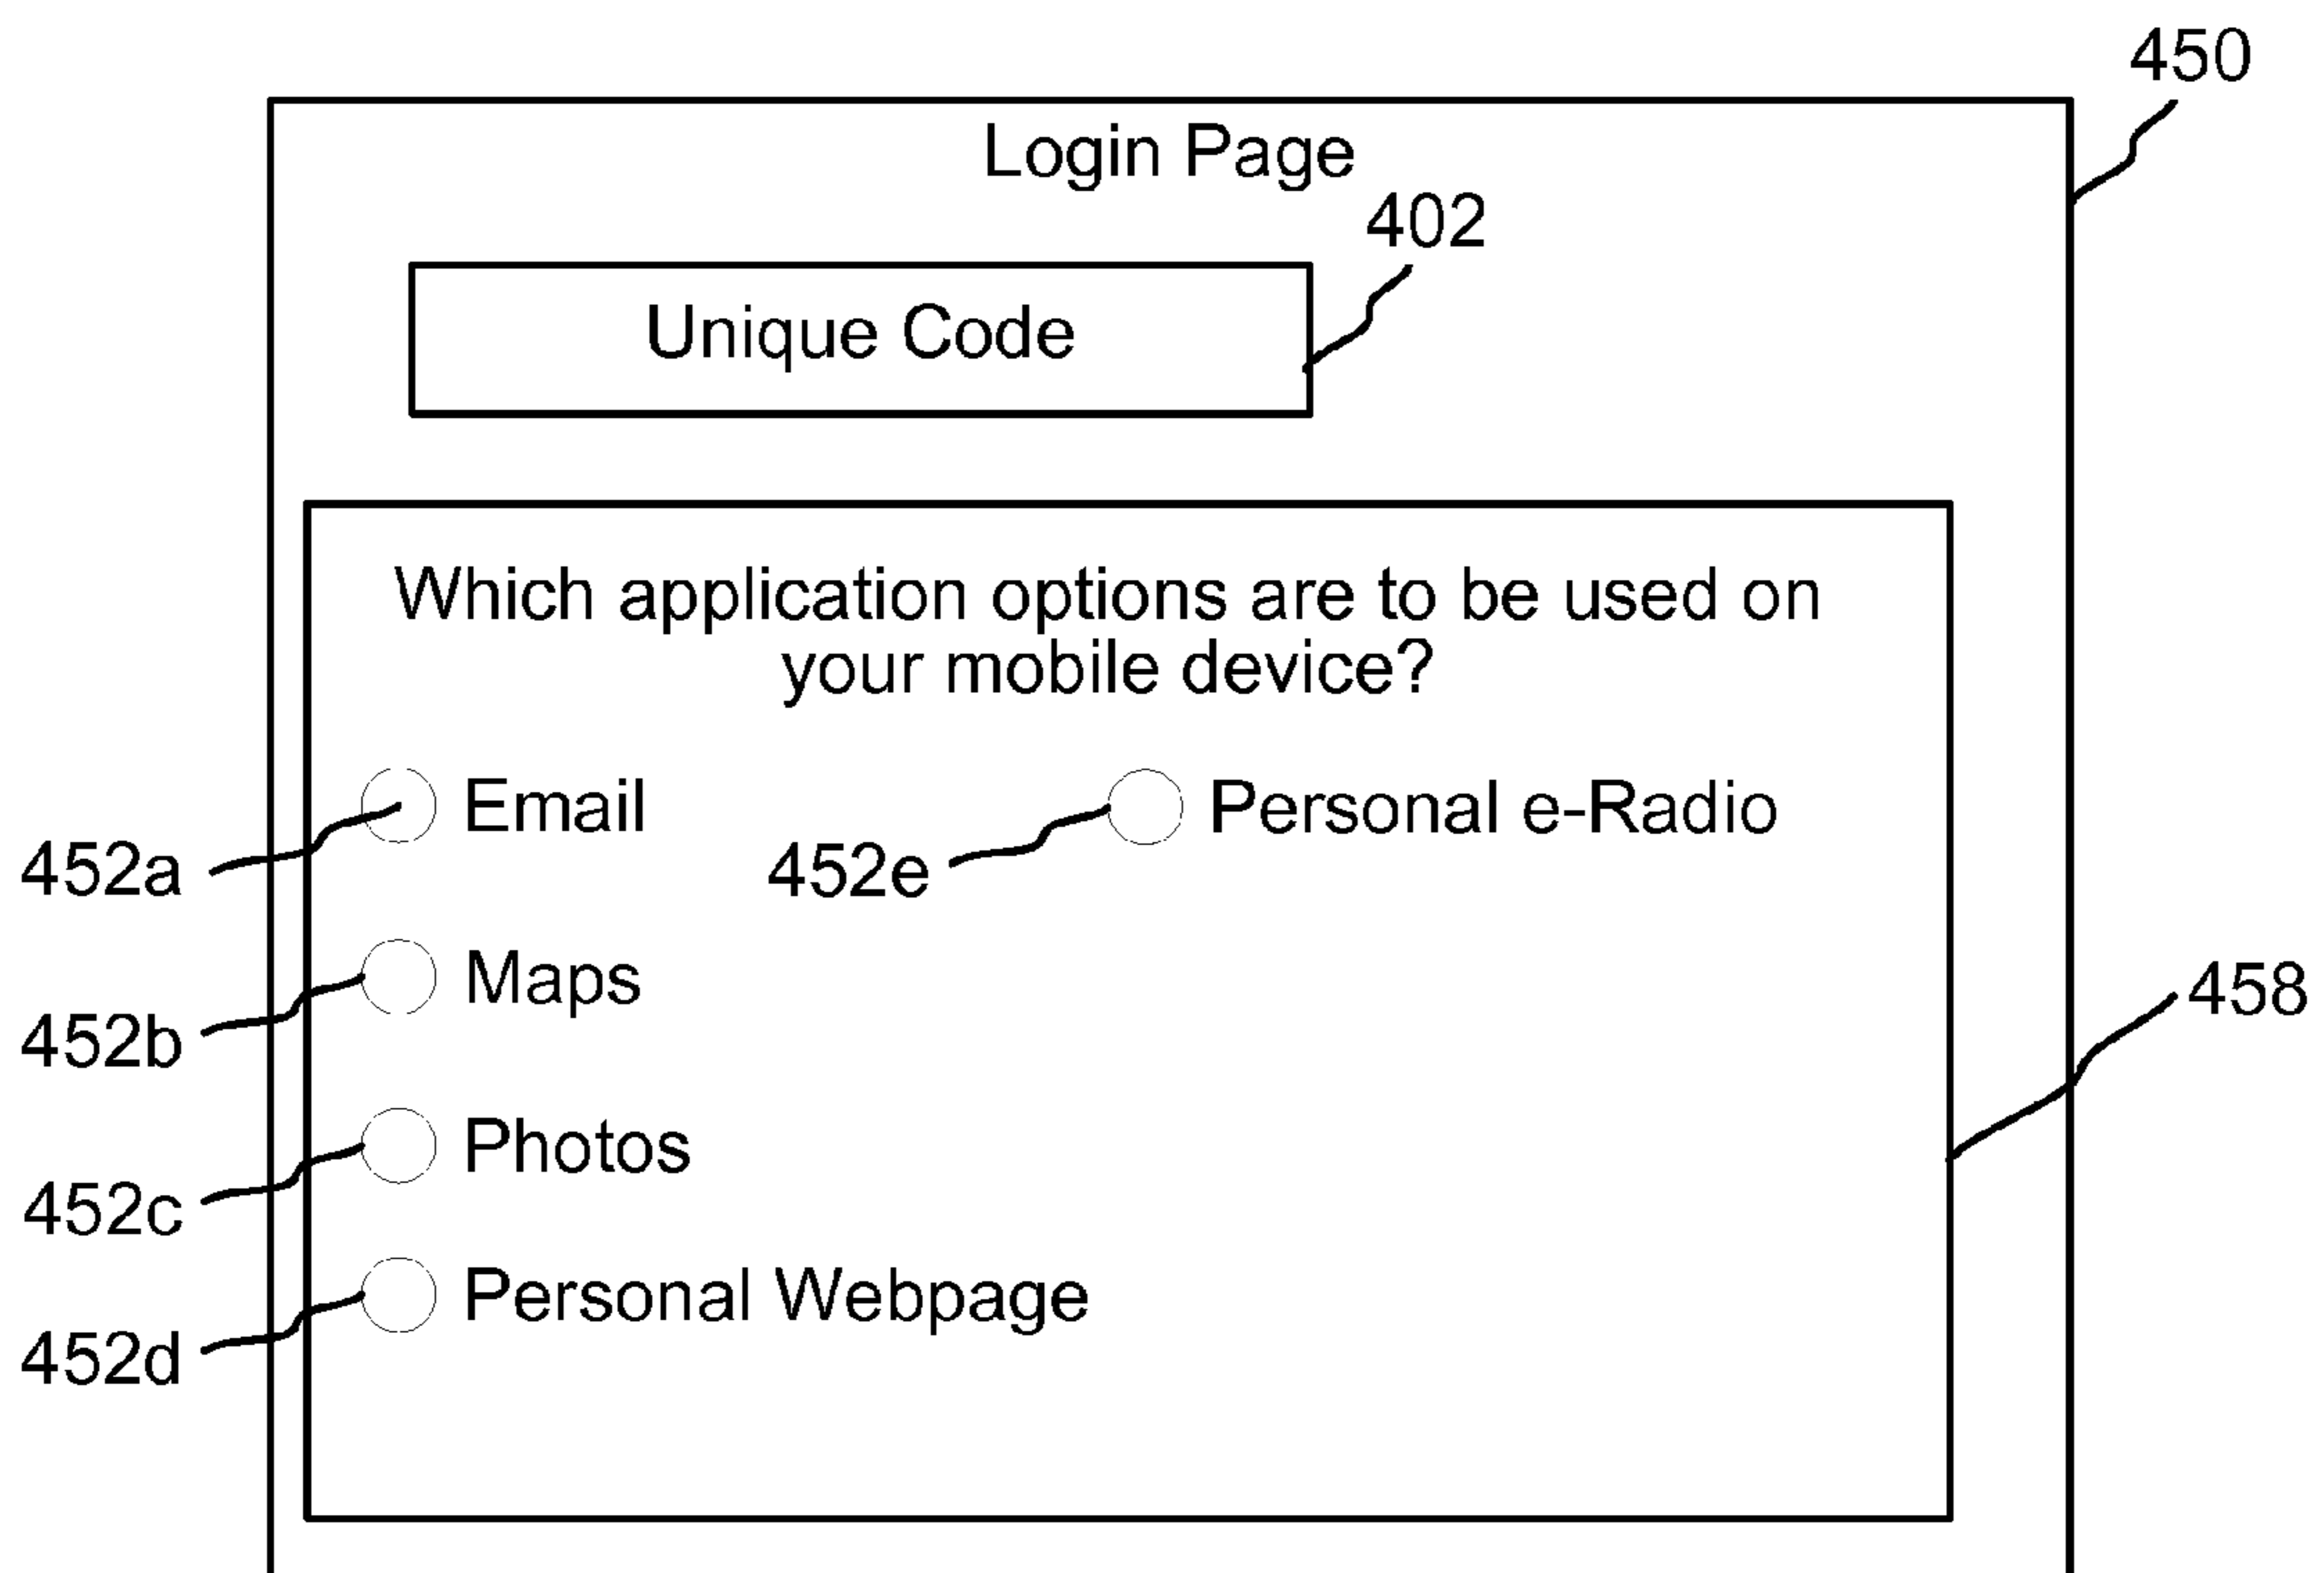 450
Login Page
402
Unique Code
Which application options are to be used on
your mobile device?
Email
Personal e-Radio
452a
452e
Maps
458
452b
Photos
452c
Personal Webpage
452d